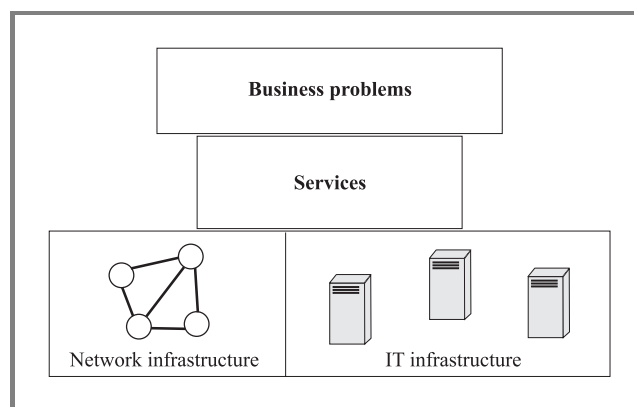 Business problems
Services
Network infrastructure
IT infrastructure